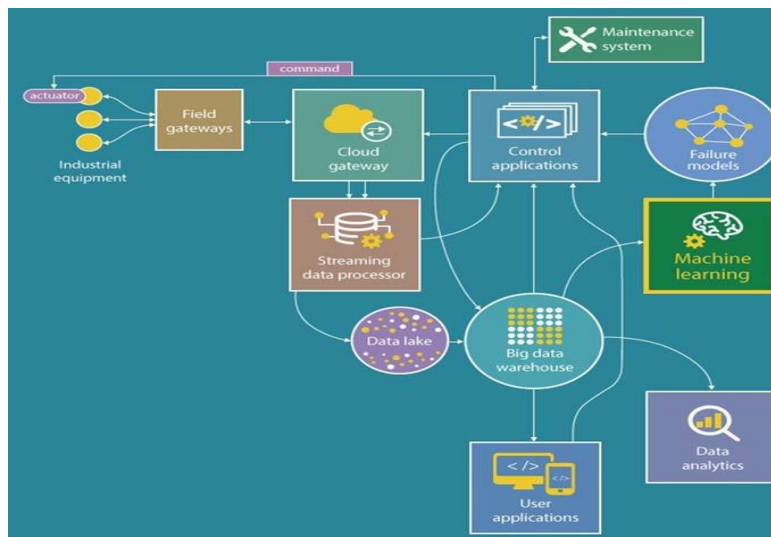 Maintenance
system
command
actuator
Field
gateways
Industrial
equipment
Cloud
gateway
</>
Control
applications
Failure
models
Streaming
data processor
Machine
learning
Data lake
Big data
warehouse
Data
analytics
</>
</>
User
applications